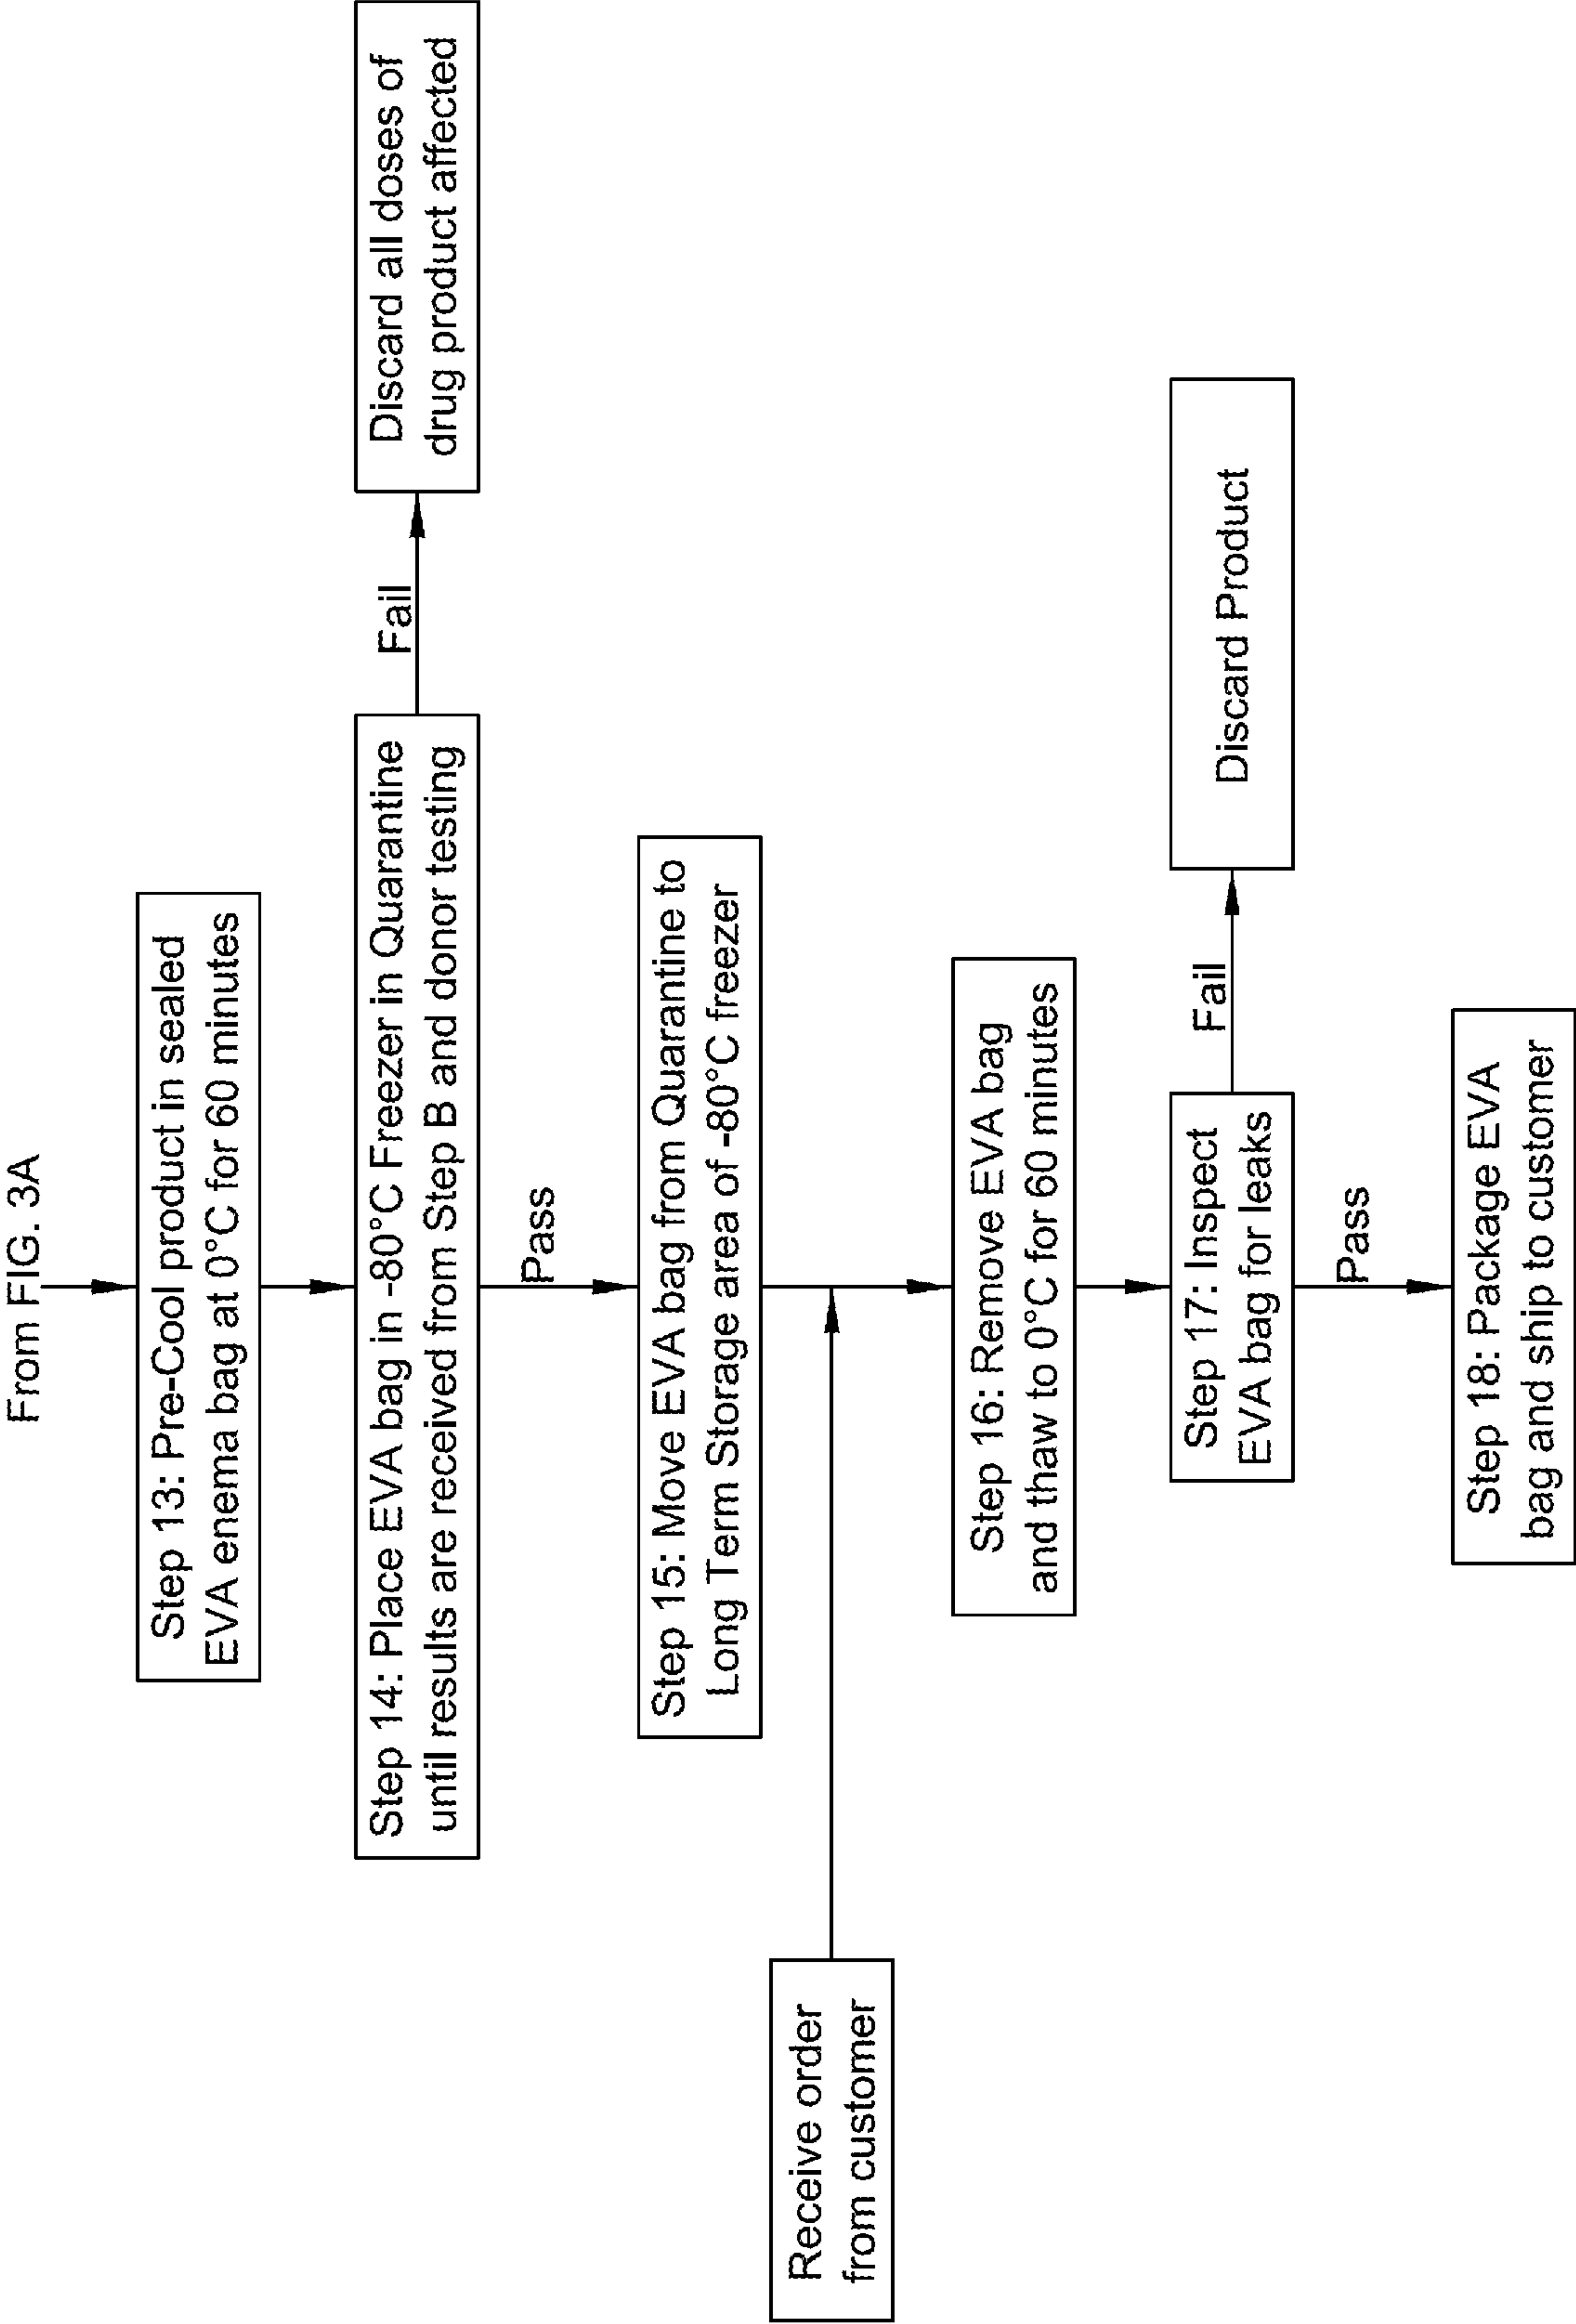 From FIG. 3A
Step 13: Pre-Cool product in sealed
EVA enema bag at 0°C for 60 minutes
Step 14: Place EVA bag in -80°C Freezer in Quarantine
until results are received from Step B and donor testing
Fail
Discard all doses of
drug product affected
Pass
Step 15: Move EVA bag from Quarantine to
Long Term Storage area of -80°C freezer
Receive order
from customer
Step 16: Remove EVA bag
and thaw to 0°C for 60 minutes
Step 17: Inspect
EVA bag for leaks
Fail
Discard Product
Pass
Step 18: Package EVA
bag and ship to customer